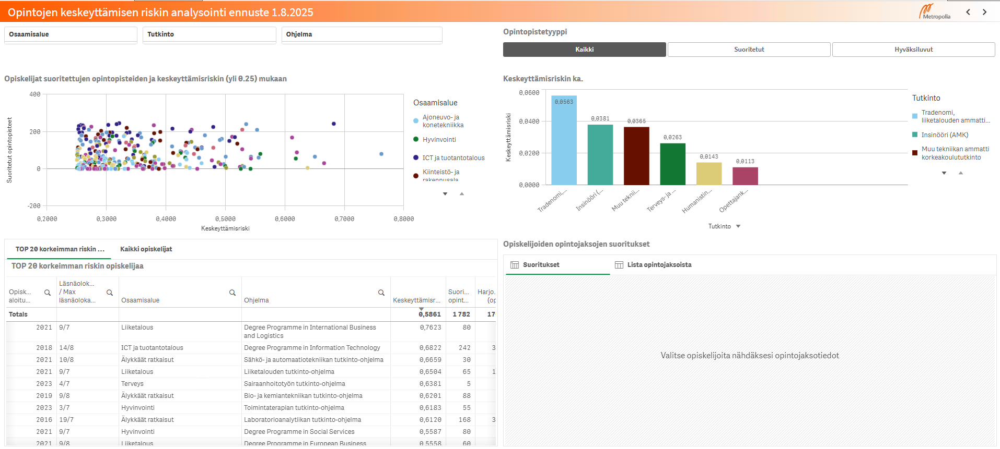 Opintojen keskeyttämisen riskin analysointi ennuste 1.8.2025
Metropolia
Osaamisalue
Tutkinto
Ohjelma
Opintopistetyyppi
Kaikki
Suoritetut
Hyväksiluvut
Opiskelijat suoritettujen opintopisteiden ja keskeyttämisriskin (yli 0.25) mukaan
Suoritetut opintopisteet
400
200
0
-200
0,2000
0,3000
0,4000
0,5000
0,6000
0,7000
0,8000
Keskeyttämisriski
Osaamisalue
Ajoneuvo- ja
konetekniikka
Hyvinvointi
ICT ja tuotantotalous
Kiinteistö- ja
rakennusala
Keskeyttämisriskin ka.
Keskeyttämisriski
0,0600
0,0400
0,0200
0,0000
0,0563
0,0381
0,0365
0,0263
0,0143
0,0113
Tradenomi,...
Insinööri (...
Muu teknii...
Terveys- ja ...
Humanistin...
Opettajank...
Tutkinto
Tutkinto
Tradenomi,
liiketalouden ammatti...
Insinööri (AMK)
Muu tekniikan ammatti
korkeakoulututkinto
TOP 20 korkeimman riskin ...
Kaikki opiskelijat
TOP 20 korkeimman riskin opiskelijaa
Opisk...
aloitu...
Läsnäolok...
/ Max
läsnäoloka...
Osaamisalue
Ohjelma
Keskeyttämisr...
Suori...
opint...
Harjo.
(op
Totals 0,5861 1 782 17
2021 9/7 Liiketalous Degree Programme in International Business 0,7623 80
and Logistics
2018 14/8 ICT ja tuotantotalous Degree Programme in Information Technology 0,6822 242 3
2021 10/8 Älykkäät ratkaisut Sähkö- ja automaatiotekniikan tutkinto-ohjelma 0,6659 30
2021 9/7 Liiketalous Liiketalouden tutkinto-ohjelma 0,6504 65 1
2023 4/7 Terveys Sairaanhoitotyön tutkinto-ohjelma 0,6381 5
2019 9/8 Älykkäät ratkaisut Bio- ja kemiantekniikan tutkinto-ohjelma 0,6201 88
2023 3/7 Hyvinvointi Toimintaterapian tutkinto-ohjelma 0,6183 55
2016 19/7 Älykkäät ratkaisut Laboratorioanalytiikan tutkinto-ohjelma 0,6120 168 3
2021 9/7 Hyvinvointi Degree Programme in Social Services 0,5587 80
2021 9/8 Liiketalous Degree Programme in European Business 0,5558 60
Opiskelijoiden opintojaksojen suoritukset
Suoritukset
Lista opintojaksoista
Valitse opiskelijoita nähdäksesi opintojaksotiedot